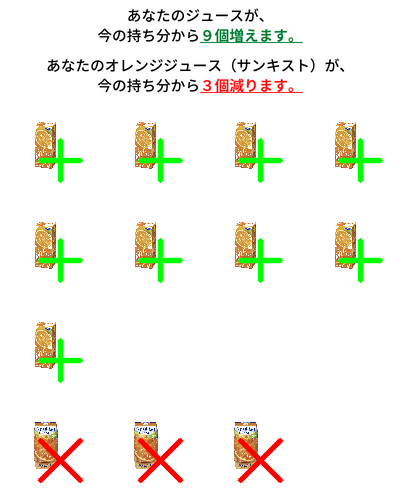 あなたのジュースが、
今の持ち分から９個増えます。
あなたのオレンジジュース（サンキスト）が、
今の持ち分から３個減ります。